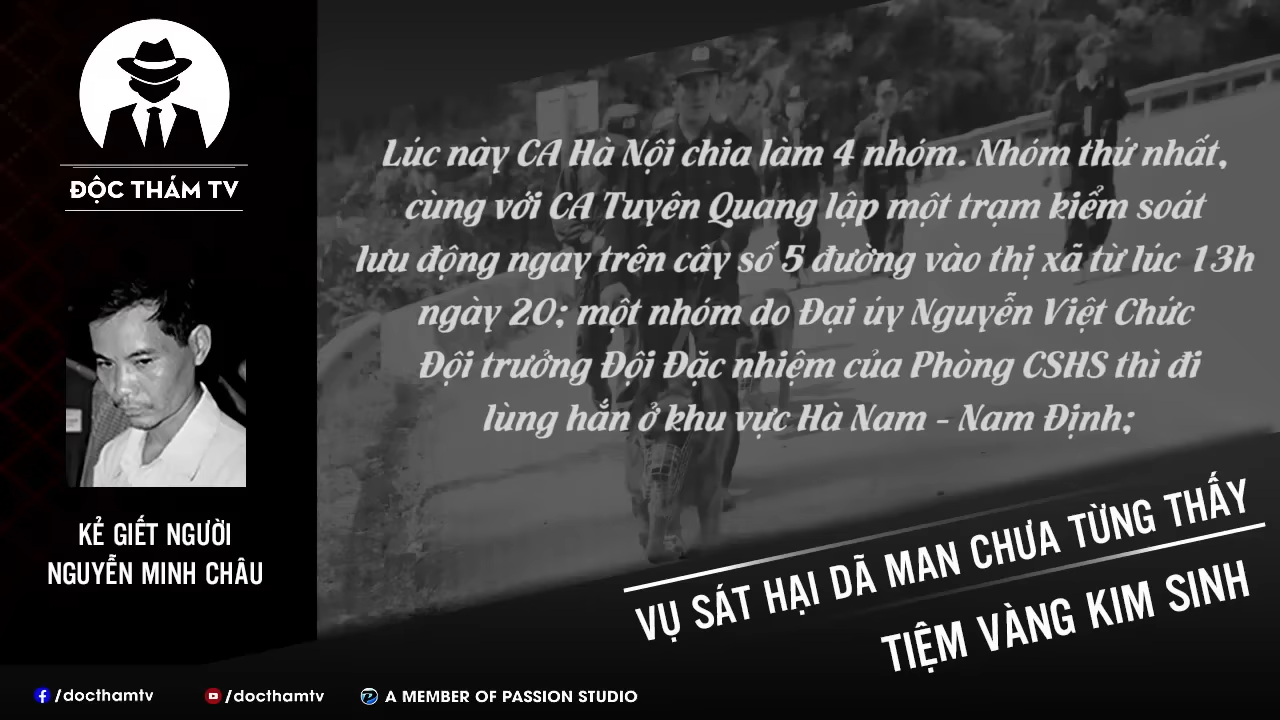 ĐỘC THÁM TV
KẺ GIẾT NGƯỜI
NGUYỄN MINH CHÂU
Lúc này CA Hà Nội chia làm 4 nhóm. Nhóm thứ nhất,
cùng với CA Tuyên Quang lập một trạm kiểm soát
lưu động ngay trên cây số 5 đường vào thị xã từ lúc 13h
ngày 20; một nhóm do Đại úy Nguyễn Việt Chức
Đội trưởng Đội Đặc nhiệm của Phòng CSHS thì đi
lùng hắn ở khu vực Hà Nam - Nam Định;
VỤ SÁT HẠI DÃ MAN CHƯA TỪNG THẤY
TIỆM VÀNG KIM SINH
/docthamtv
/docthamtv
A MEMBER OF PASSION STUDIO